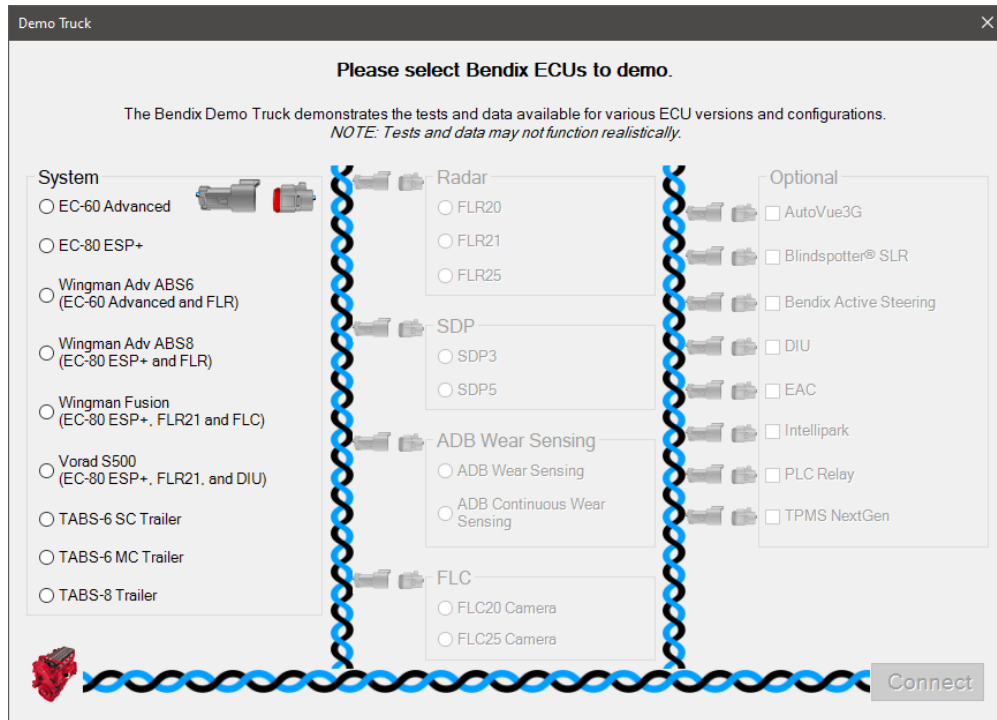 Demo Truck
Please select Bendix ECUs to demo.
The Bendix Demo Truck demonstrates the tests and data available for various ECU versions and configurations.
NOTE: Tests and data may not function realistically.
System
EC-60 Advanced
EC-80 ESP+
Wingman Adv ABS6
(EC-60 Advanced and FLR)
Wingman Adv ABS8
(EC-80 ESP+ and FLR)
Wingman Fusion
(EC-80 ESP+, FLR21 and FLC)
Vorad S500
(EC-80 ESP+, FLR21, and DIU)
TABS-6 SC Trailer
TABS-6 MC Trailer
TABS-8 Trailer
Radar
FLR20
FLR21
FLR25
SDP
SDP3
SDP5
ADB Wear Sensing
ADB Wear Sensing
ADB Continuous Wear
Sensing
FLC
FLC20 Camera
FLC25 Camera
Optional
AutoVue3G
Blindspotter® SLR
Bendix Active Steering
DIU
EAC
Intellipark
PLC Relay
TPMS NextGen
Connect